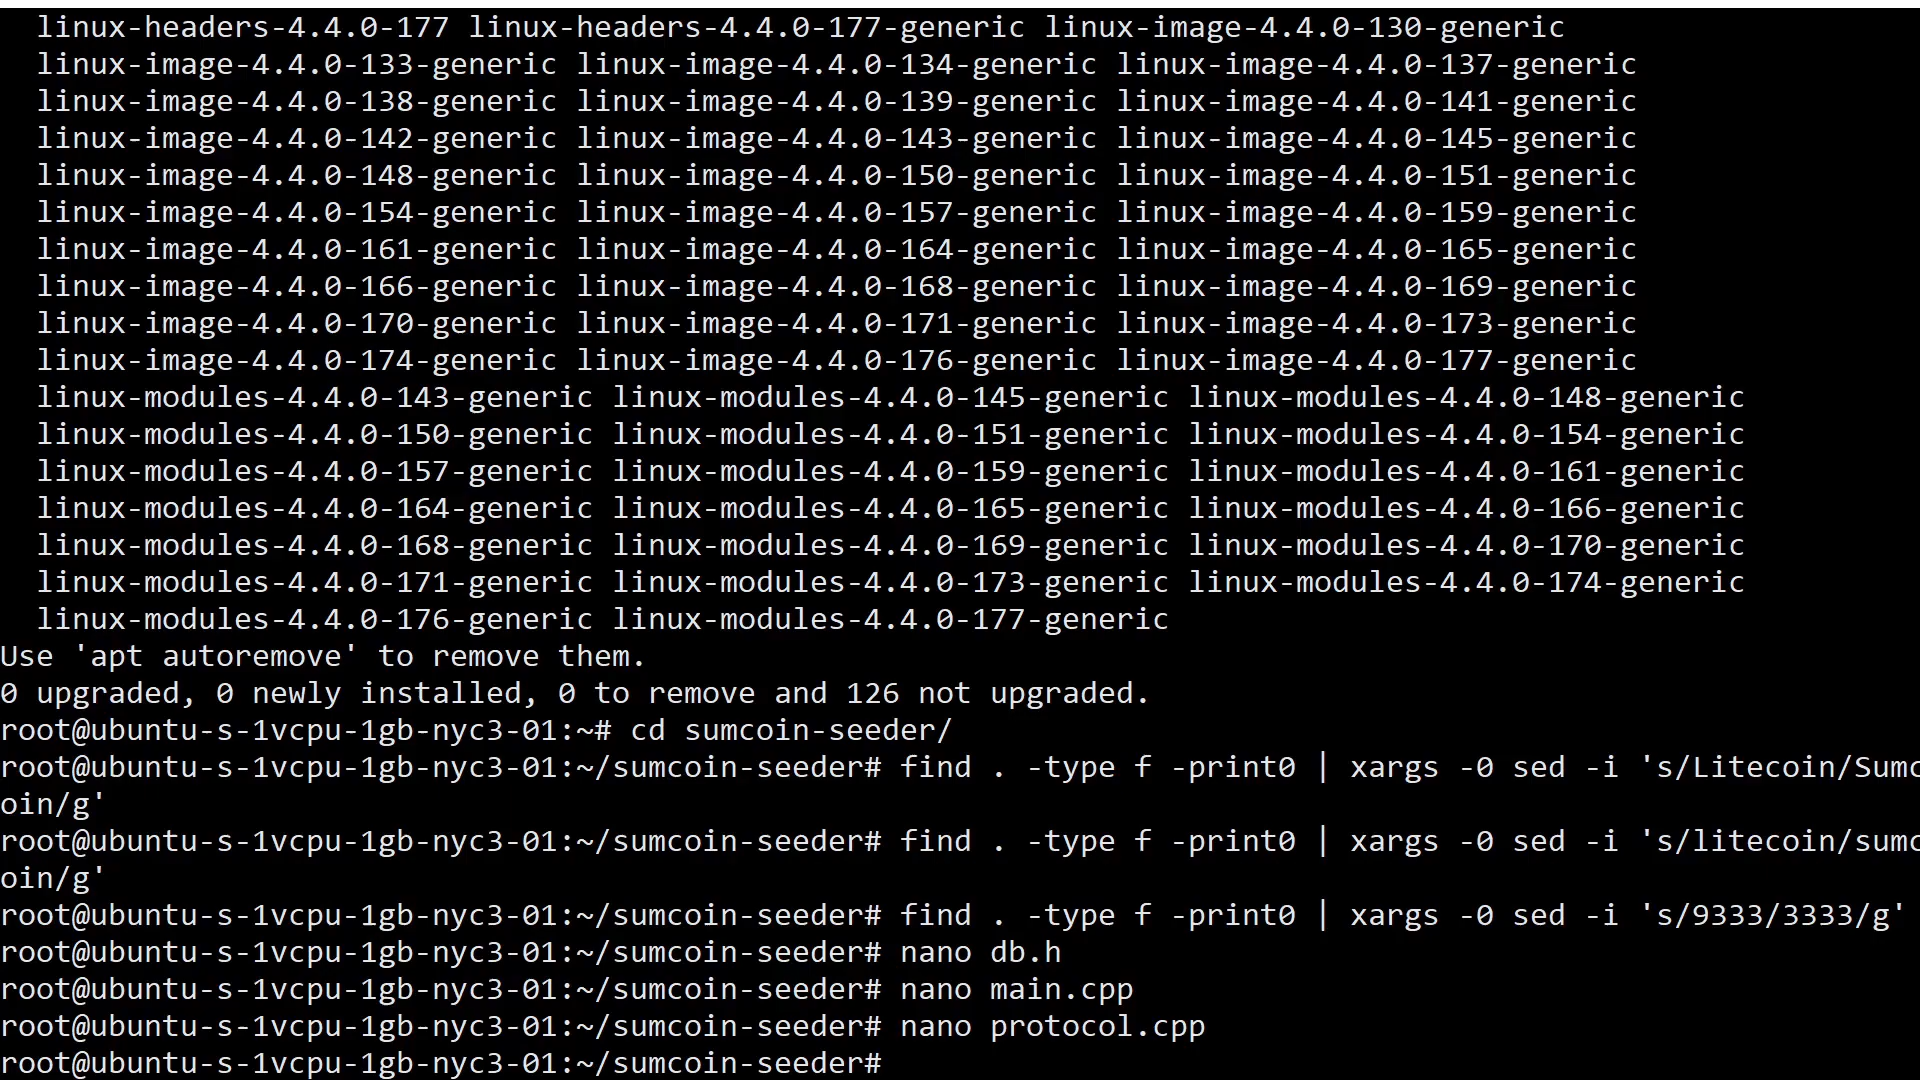 linux-headers-4.4.0-177 linux-headers-4.4.0-177-generic linux-image-4.4.0-130-generic
linux-image-4.4.0-133-generic linux-image-4.4.0-134-generic linux-image-4.4.0-137-generic
linux-image-4.4.0-138-generic linux-image-4.4.0-139-generic linux-image-4.4.0-141-generic
linux-image-4.4.0-142-generic linux-image-4.4.0-143-generic linux-image-4.4.0-145-generic
linux-image-4.4.0-148-generic linux-image-4.4.0-150-generic linux-image-4.4.0-151-generic
linux-image-4.4.0-154-generic linux-image-4.4.0-157-generic linux-image-4.4.0-159-generic
linux-image-4.4.0-161-generic linux-image-4.4.0-164-generic linux-image-4.4.0-165-generic
linux-image-4.4.0-166-generic linux-image-4.4.0-168-generic linux-image-4.4.0-169-generic
linux-image-4.4.0-170-generic linux-image-4.4.0-171-generic linux-image-4.4.0-173-generic
linux-image-4.4.0-174-generic linux-image-4.4.0-176-generic linux-image-4.4.0-177-generic
linux-modules-4.4.0-143-generic linux-modules-4.4.0-145-generic linux-modules-4.4.0-148-generic
linux-modules-4.4.0-150-generic linux-modules-4.4.0-151-generic linux-modules-4.4.0-154-generic
linux-modules-4.4.0-157-generic linux-modules-4.4.0-159-generic linux-modules-4.4.0-161-generic
linux-modules-4.4.0-164-generic linux-modules-4.4.0-165-generic linux-modules-4.4.0-166-generic
linux-modules-4.4.0-168-generic linux-modules-4.4.0-169-generic linux-modules-4.4.0-170-generic
linux-modules-4.4.0-171-generic linux-modules-4.4.0-173-generic linux-modules-4.4.0-174-generic
linux-modules-4.4.0-176-generic linux-modules-4.4.0-177-generic
Use 'apt autoremove' to remove them.
0 upgraded, 0 newly installed, 0 to remove and 126 not upgraded.
root@ubuntu-s-1vcpu-1gb-nyc3-01:~# cd sumcoin-seeder/
root@ubuntu-s-1vcpu-1gb-nyc3-01:~/sumcoin-seeder# find . -type f -print0 | xargs -0 sed -i 's/Litecoin/Sumc
oin/g'
root@ubuntu-s-1vcpu-1gb-nyc3-01:~/sumcoin-seeder# find . -type f -print0 | xargs -0 sed -i 's/litecoin/sumc
oin/g'
root@ubuntu-s-1vcpu-1gb-nyc3-01:~/sumcoin-seeder# find . -type f -print0 | xargs -0 sed -i 's/9333/3333/g'
root@ubuntu-s-1vcpu-1gb-nyc3-01:~/sumcoin-seeder# nano db.h
root@ubuntu-s-1vcpu-1gb-nyc3-01:~/sumcoin-seeder# nano main.cpp
root@ubuntu-s-1vcpu-1gb-nyc3-01:~/sumcoin-seeder# nano protocol.cpp
root@ubuntu-s-1vcpu-1gb-nyc3-01:~/sumcoin-seeder#